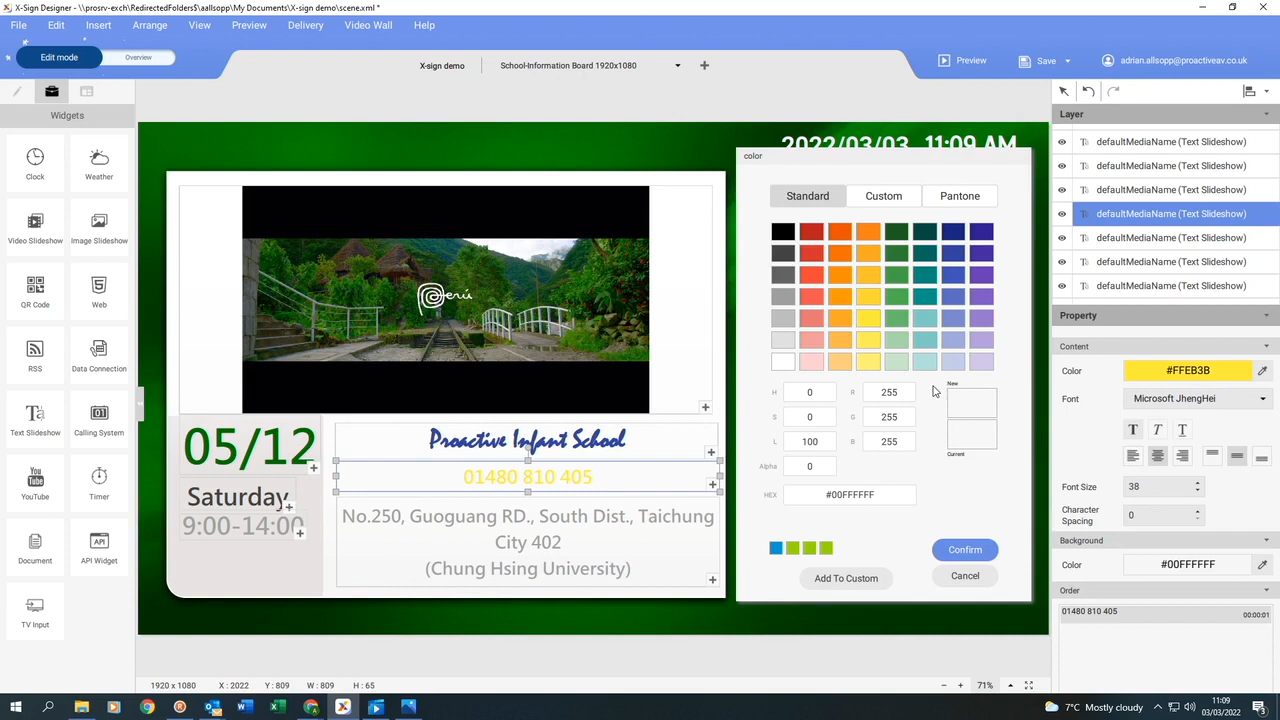 X-Sign Designer - \\prosrv-exch\RedirectedFolders$\aallsopp\My Documents\X-sign demo\scene.xml *
File Edit Insert Arrange View Preview Delivery Video Wall Help
Edit mode Overview
X-sign demo School-Information Board 1920x1080
Preview Save adrian.allsopp@proactiveav.co.uk
Widgets
Clock Weather
Video Slideshow Image Slideshow
QR Code Web
RSS Data Connection
Text Slideshow Calling System
YouTube Timer
Document API Widget
TV Input
2022/03/03 11:09 AM
Perú
05/12
Saturday
9:00-14:00
Proactive Infant School
01480 810 405
No.250, Guoguang RD., South Dist., Taichung
City 402
(Chung Hsing University)
color
Standard Custom Pantone
H 0 R 255
S 0 G 255
L 100 B 255
Alpha 0
HEX #00FFFFFF
New
Current
Confirm
Add To Custom Cancel
Layer
defaultMediaName (Text Slideshow)
defaultMediaName (Text Slideshow)
defaultMediaName (Text Slideshow)
defaultMediaName (Text Slideshow)
defaultMediaName (Text Slideshow)
defaultMediaName (Text Slideshow)
defaultMediaName (Text Slideshow)
Property
Content
Color #FFEB3B
Font Microsoft JhengHei
T T T
Font Size 38
Character
Spacing 0
Background
Color #00FFFFFF
Order
01480 810 405 00:00:01
1920 x 1080 X : 2022 Y : 809 W : 809 H : 65 71%
7°C Mostly cloudy
11:09
03/03/2022